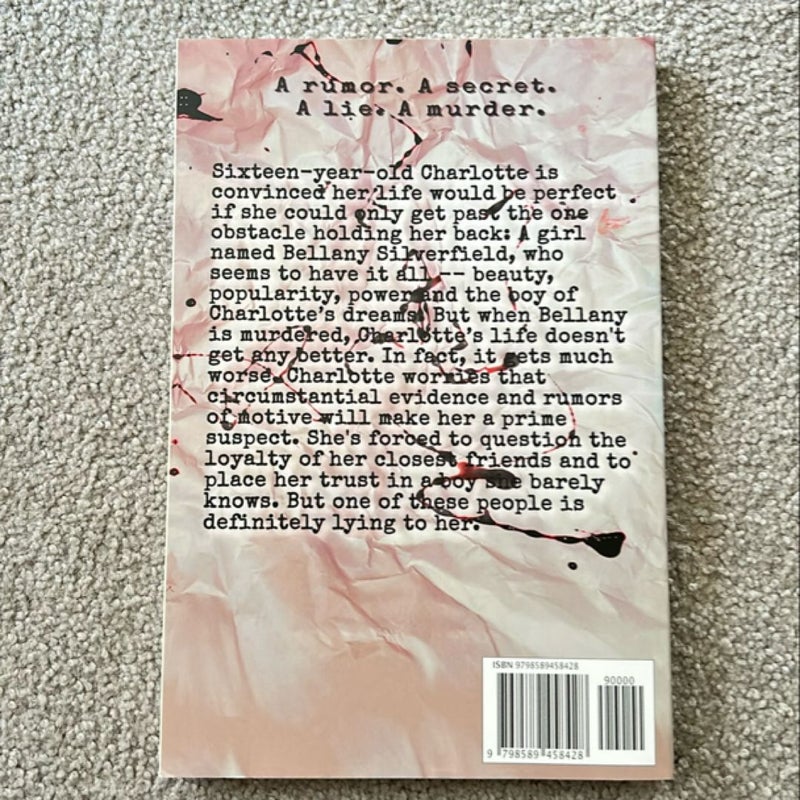 A rumor. A secret.
A lie. A murder.
Sixteen-year-old Charlotte is
convinced her life would be perfect
if she could only get past the one
obstacle holding her back: A girl
named Bellany Silverfield, who
seems to have it all -- beauty,
popularity, power and the boy of
Charlotte's dreams. But when Bellany
is murdered, Charlotte's life doesn't
get any better. In fact, it gets much
worse. Charlotte worries that
circumstantial evidence and rumors
of motive will make her a prime
suspect. She's forced to question the
loyalty of her closest friends and to
place her trust in a boy she barely
knows. But one of these people is
definitely lying to her.
ISBN 9798589458428
90000
9 798589 458428